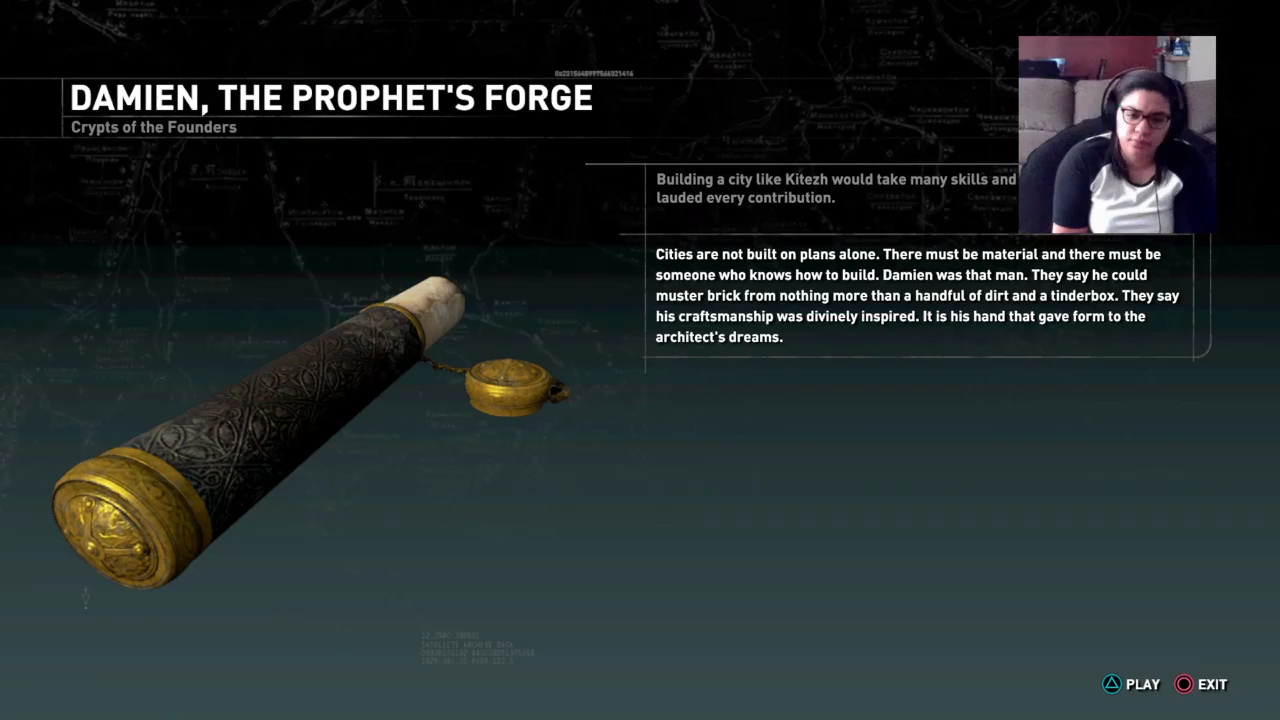 0x2315648997566021416
DAMIEN, THE PROPHET'S FORGE
Crypts of the Founders
Building a city like Kitezh would take many skills and
lauded every contribution.
Cities are not built on plans alone. There must be material and there must be
someone who knows how to build. Damien was that man. They say he could
muster brick from nothing more than a handful of dirt and a tinderbox. They say
his craftsmanship was divinely inspired. It is his hand that gave form to the
architect's dreams.
SATELLITE ARCHIVE DATA
PLAY EXIT